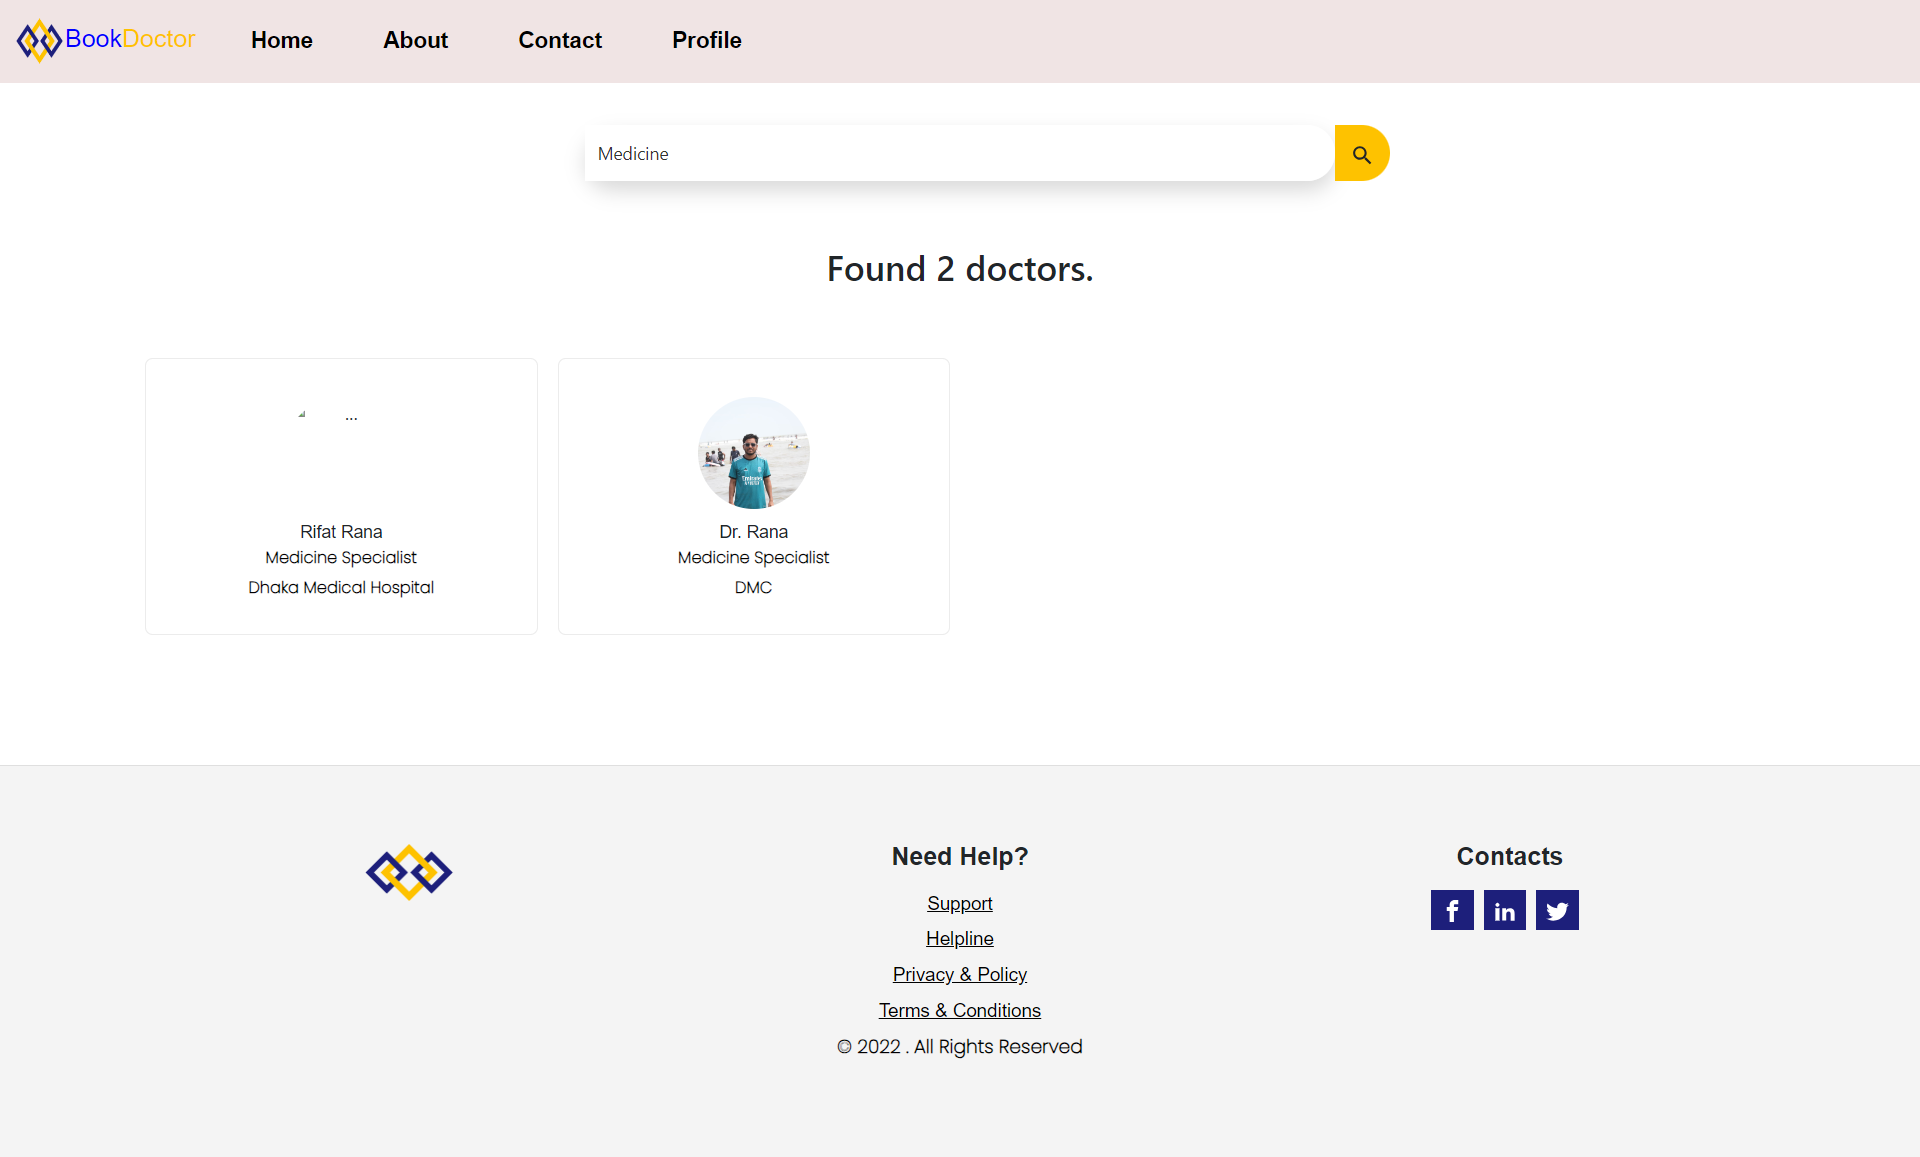 BookDoctor Home About Contact Profile
Medicine
Found 2 doctors.
...
Rifat Rana
Medicine Specialist
Dhaka Medical Hospital
Dr. Rana
Medicine Specialist
DMC
Need Help?
Support
Helpline
Privacy & Policy
Terms & Conditions
© 2022 . All Rights Reserved
Contacts